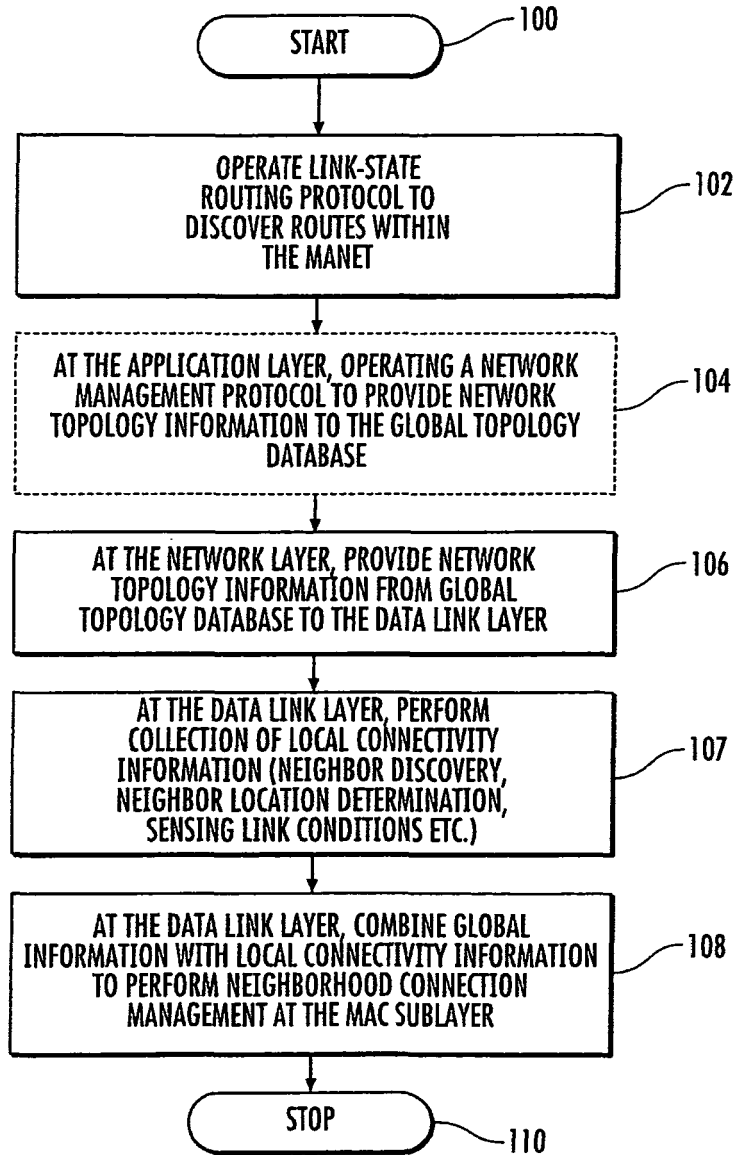 START
100
OPERATE LINK-STATE
ROUTING PROTOCOL TO
DISCOVER ROUTES WITHIN
THE MANET
102
AT THE APPLICATION LAYER, OPERATING A NETWORK
MANAGEMENT PROTOCOL TO PROVIDE NETWORK
TOPOLOGY INFORMATION TO THE GLOBAL TOPOLOGY
DATABASE
104
AT THE NETWORK LAYER, PROVIDE NETWORK
TOPOLOGY INFORMATION FROM GLOBAL
TOPOLOGY DATABASE TO THE DATA LINK LAYER
106
AT THE DATA LINK LAYER, PERFORM
COLLECTION OF LOCAL CONNECTIVITY
INFORMATION (NEIGHBOR DISCOVERY,
NEIGHBOR LOCATION DETERMINATION,
SENSING LINK CONDITIONS ETC.)
107
AT THE DATA LINK LAYER, COMBINE GLOBAL
INFORMATION WITH LOCAL CONNECTIVITY INFORMATION
TO PERFORM NEIGHBORHOOD CONNECTION
MANAGEMENT AT THE MAC SUBLAYER
108
STOP
110